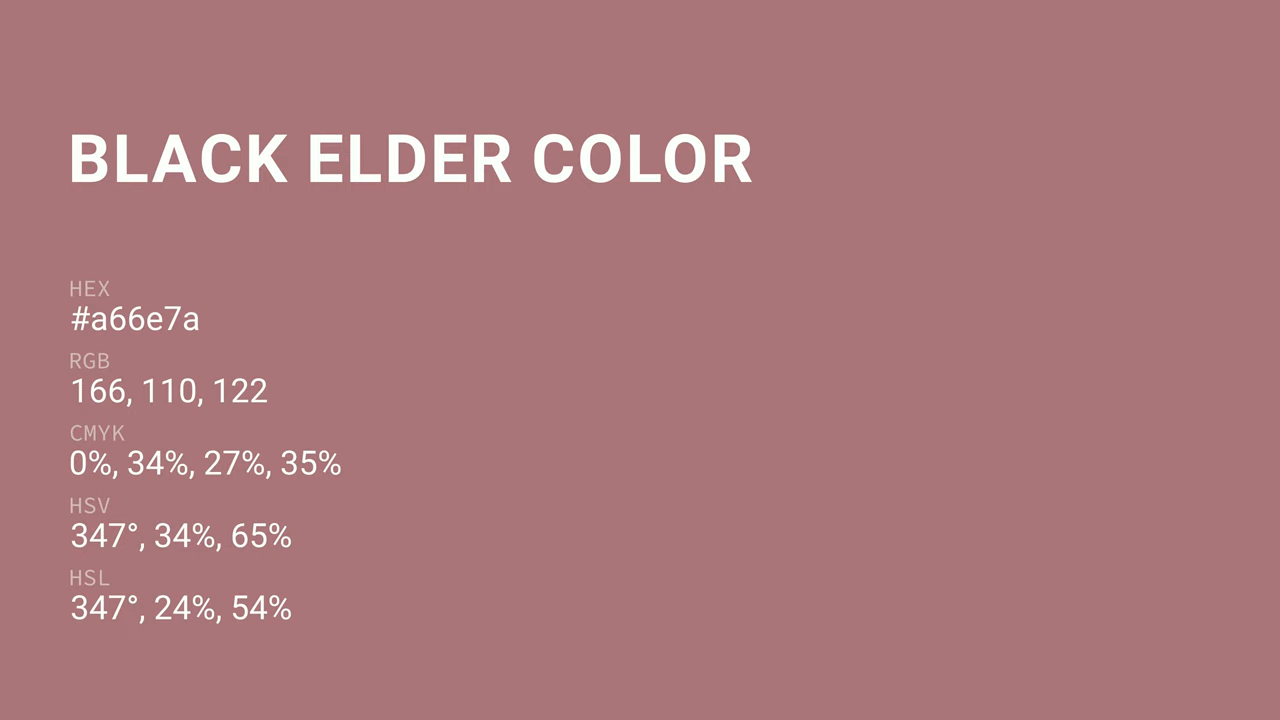 BLACK ELDER COLOR
HEX
#a66e7a
RGB
166, 110, 122
CMYK
0%, 34%, 27%, 35%
HSV
347°, 34%, 65%
HSL
347°, 24%, 54%